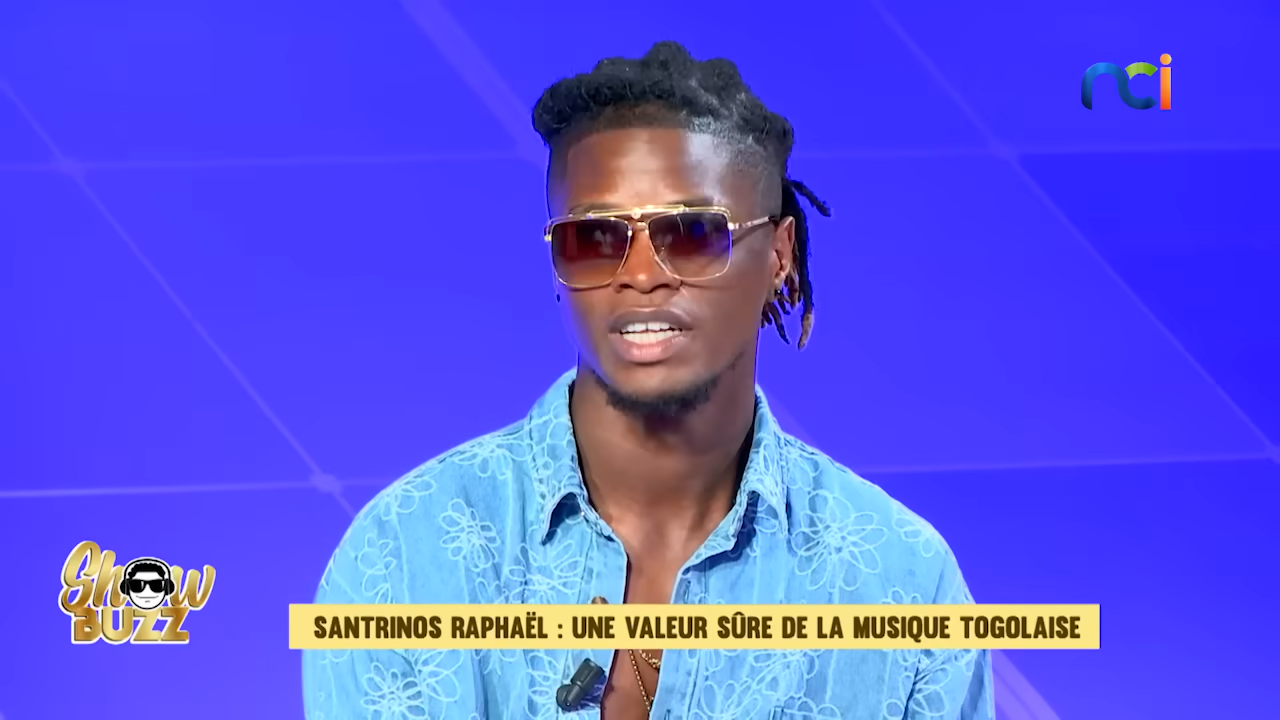 nci
Show
BUZZ
SANTRINOS RAPHAËL : UNE VALEUR SÛRE DE LA MUSIQUE TOGOLAISE